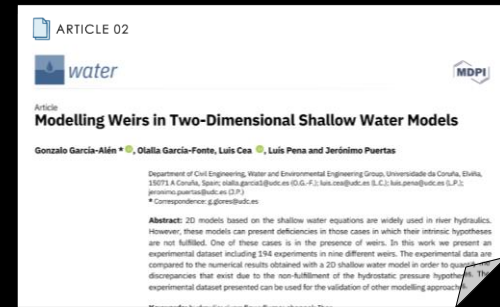 ARTICLE 02
water
MDPI
Article
Modelling Weirs in Two-Dimensional Shallow Water Models
Gonzalo García-Alén * , Olalla García-Fonte, Luis Cea , Luís Pena and Jerónimo Puertas
Department of Civil Engineering, Water and Environmental Engineering Group, Universidade da Coruña, Elviña,
15071 A Coruña, Spain; olalla.garcia1@udc.es (O.G.-F.); luis.cea@udc.es (L.C.); luis.pena@udc.es (L.P.);
jeronimo.puertas@udc.es (J.P.)
* Correspondence: g.glores@udc.es
Abstract: 2D models based on the shallow water equations are widely used in river hydraulics.
However, these models can present deficiencies in those cases in which their intrinsic hypotheses
are not fulfilled. One of these cases is in the presence of weirs. In this work we present an
experimental dataset including 194 experiments in nine different weirs. The experimental data are
compared to the numerical results obtained with a 2D shallow water model in order to
discrepancies that exist due to the non-fulfillment of the hydrostatic pressure
experimental dataset presented can be used for the validation of other modelling